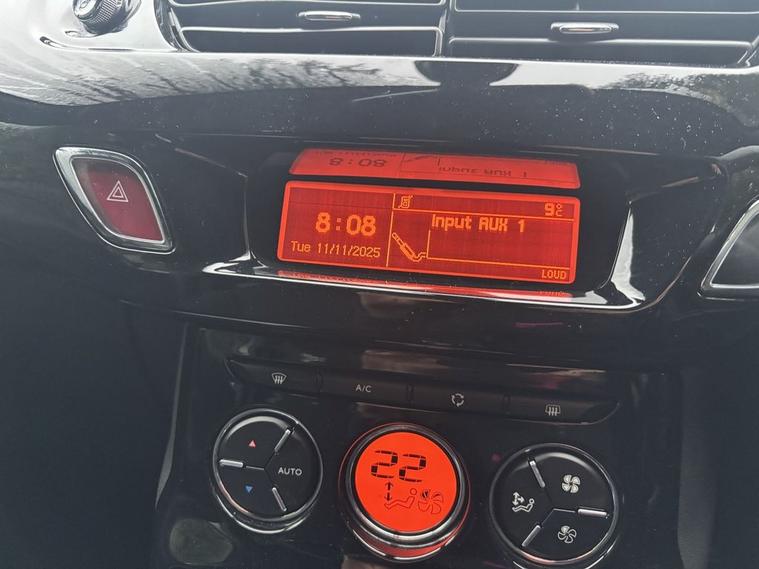 9°C
8:08
Input AUX 1
Tue 11/11/2025
LOUD
A/C
AUTO
22